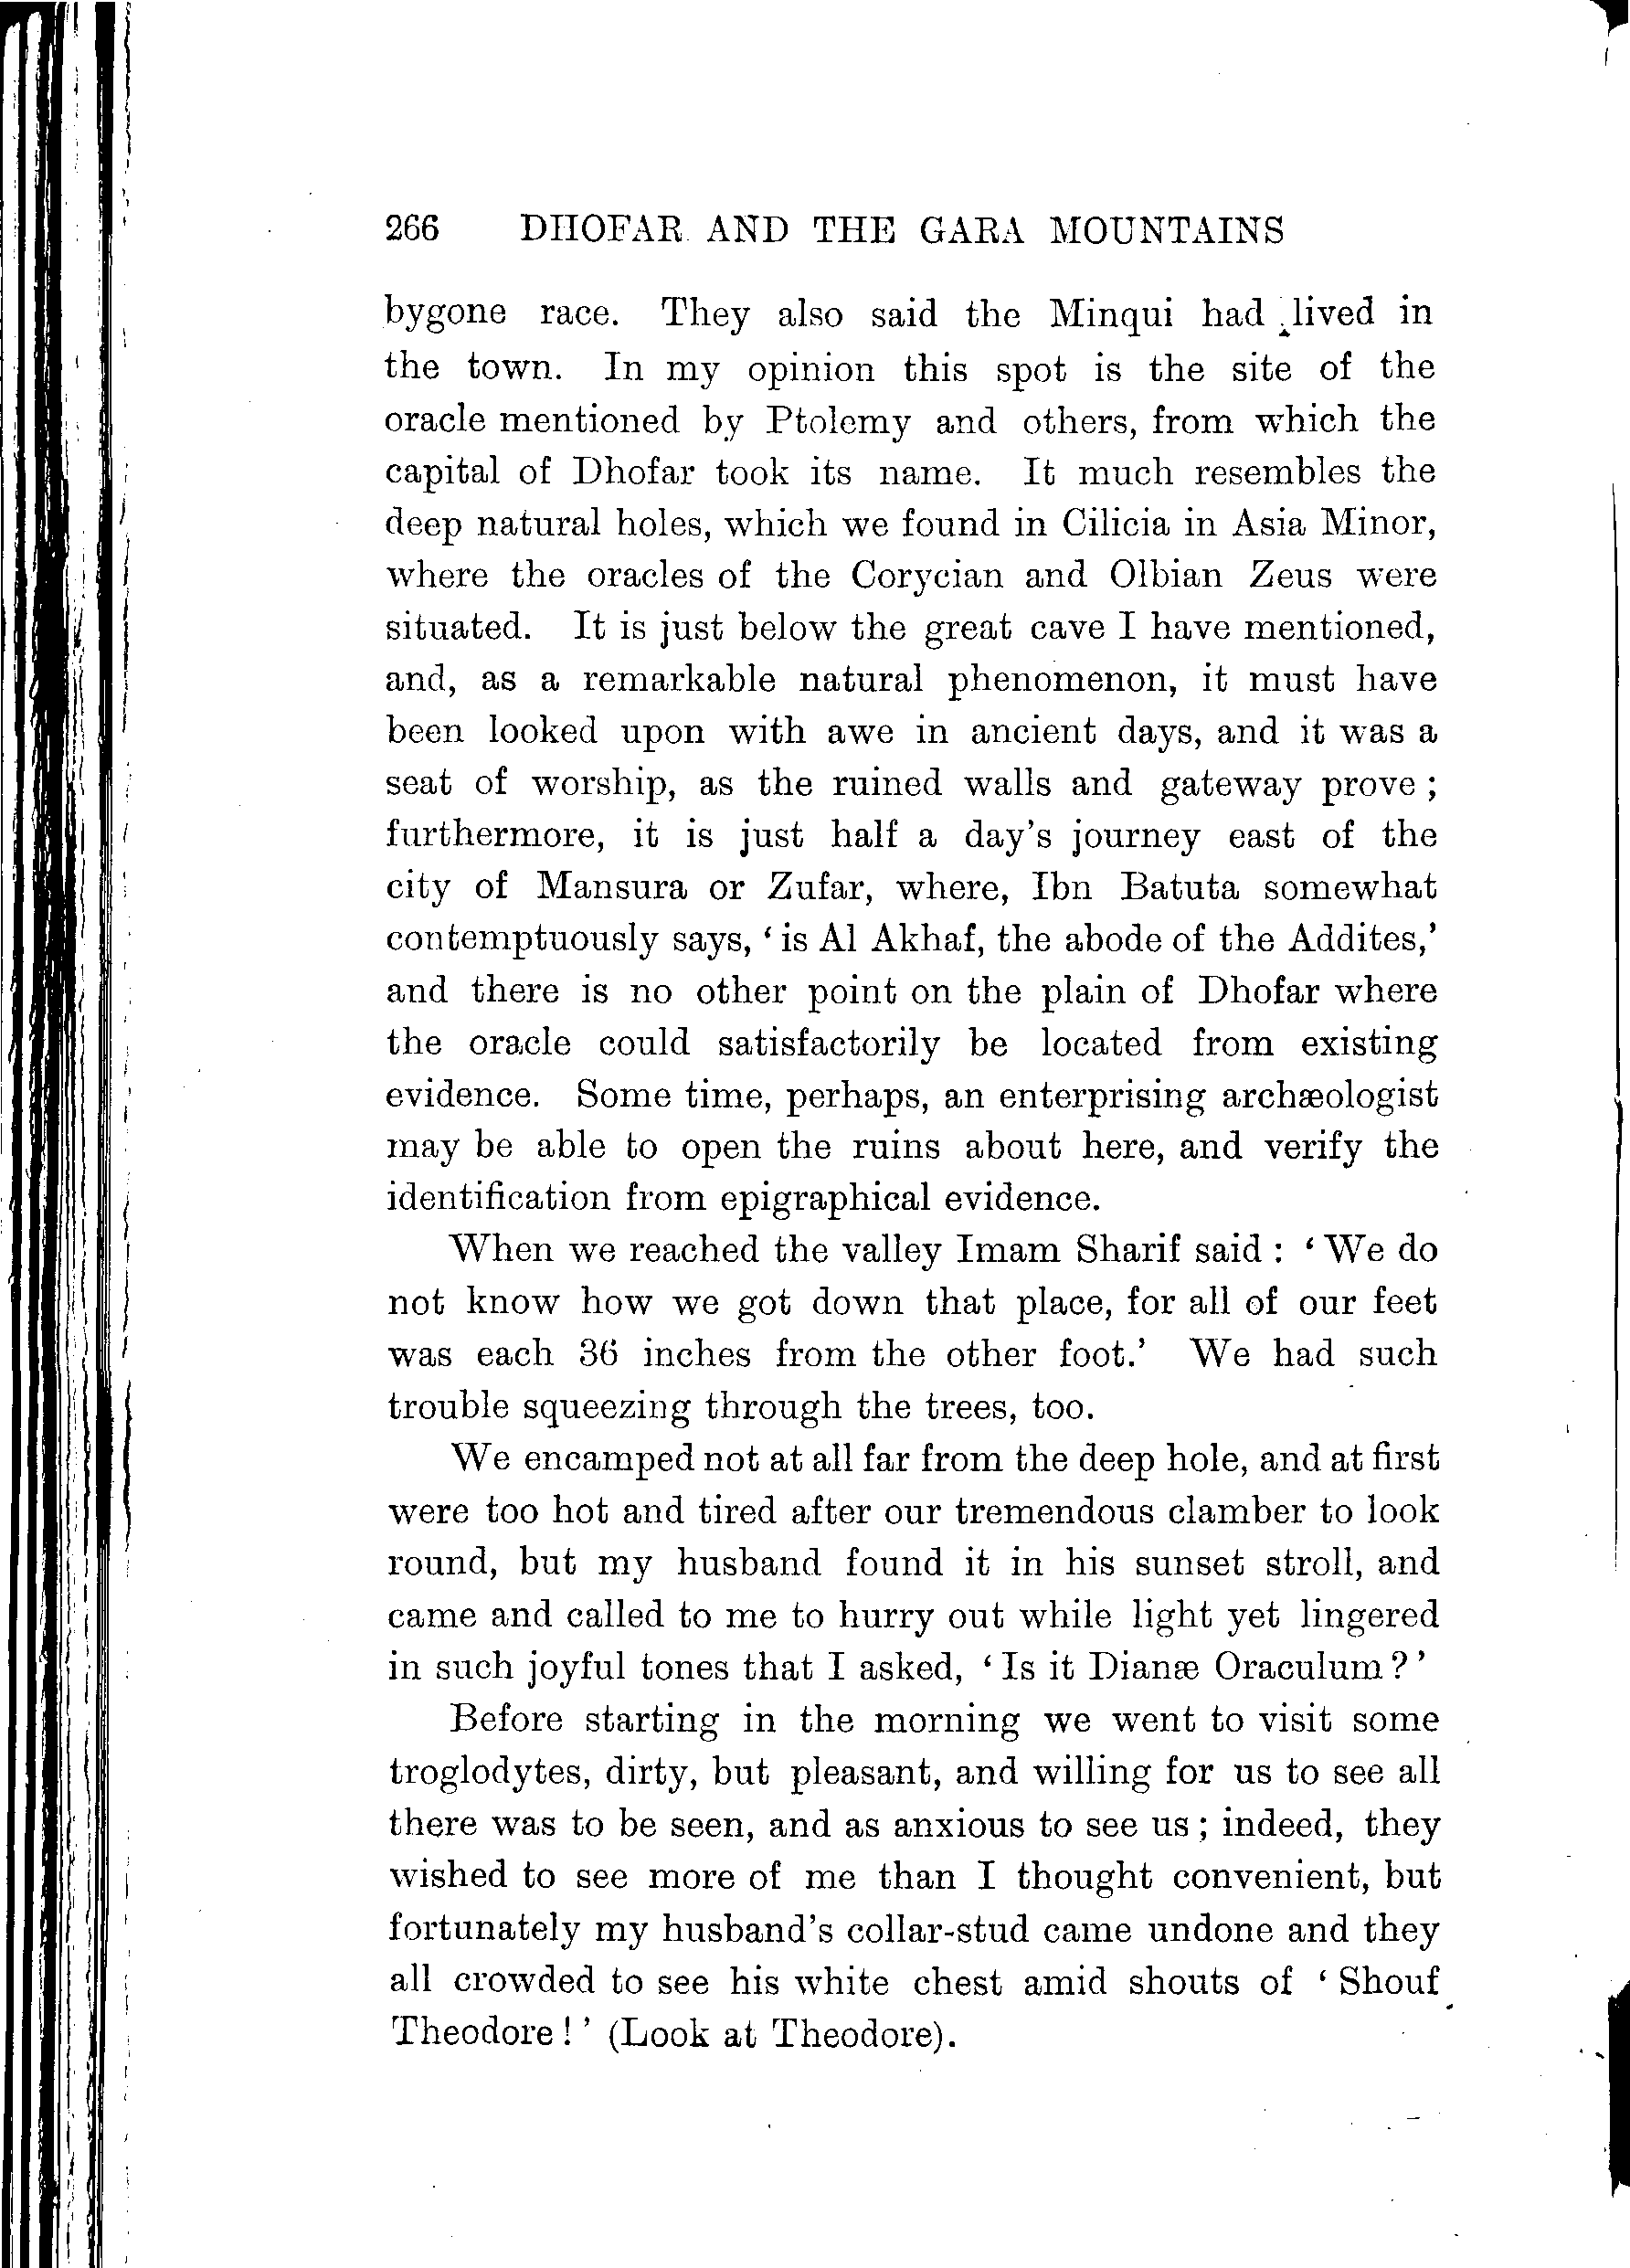 266 DHOFAR AND THE GARA MOUNTAINS
bygone race. They also said the Minqui had lived in
the town. In my opinion this spot is the site of the
oracle mentioned by Ptolemy and others, from which the
capital of Dhofar took its name. It much resembles the
deep natural holes, which we found in Cilicia in Asia Minor,
where the oracles of the Corycian and Olbian Zeus were
situated. It is just below the great cave I have mentioned,
and, as a remarkable natural phenomenon, it must have
been looked upon with awe in ancient days, and it was a
seat of worship, as the ruined walls and gateway prove ;
furthermore, it is just half a day's journey east of the
city of Mansura or Zufar, where, Ibn Batuta somewhat
contemptuously says, ‘ is Al Akhaf, the abode of the Addites,’
and there is no other point on the plain of Dhofar where
the oracle could satisfactorily be located from existing
evidence. Some time, perhaps, an enterprising archæologist
may be able to open the ruins about here, and verify the
identification from epigraphical evidence.
When we reached the valley Imam Sharif said : ‘ We do
not know how we got down that place, for all of our feet
was each 36 inches from the other foot.’ We had such
trouble squeezing through the trees, too.
We encamped not at all far from the deep hole, and at first
were too hot and tired after our tremendous clamber to look
round, but my husband found it in his sunset stroll, and
came and called to me to hurry out while light yet lingered
in such joyful tones that I asked, ‘ Is it Dianæ Oraculum ? ’
Before starting in the morning we went to visit some
troglodytes, dirty, but pleasant, and willing for us to see all
there was to be seen, and as anxious to see us ; indeed, they
wished to see more of me than I thought convenient, but
fortunately my husband's collar-stud came undone and they
all crowded to see his white chest amid shouts of ‘ Shouf
Theodore ! ’ (Look at Theodore).